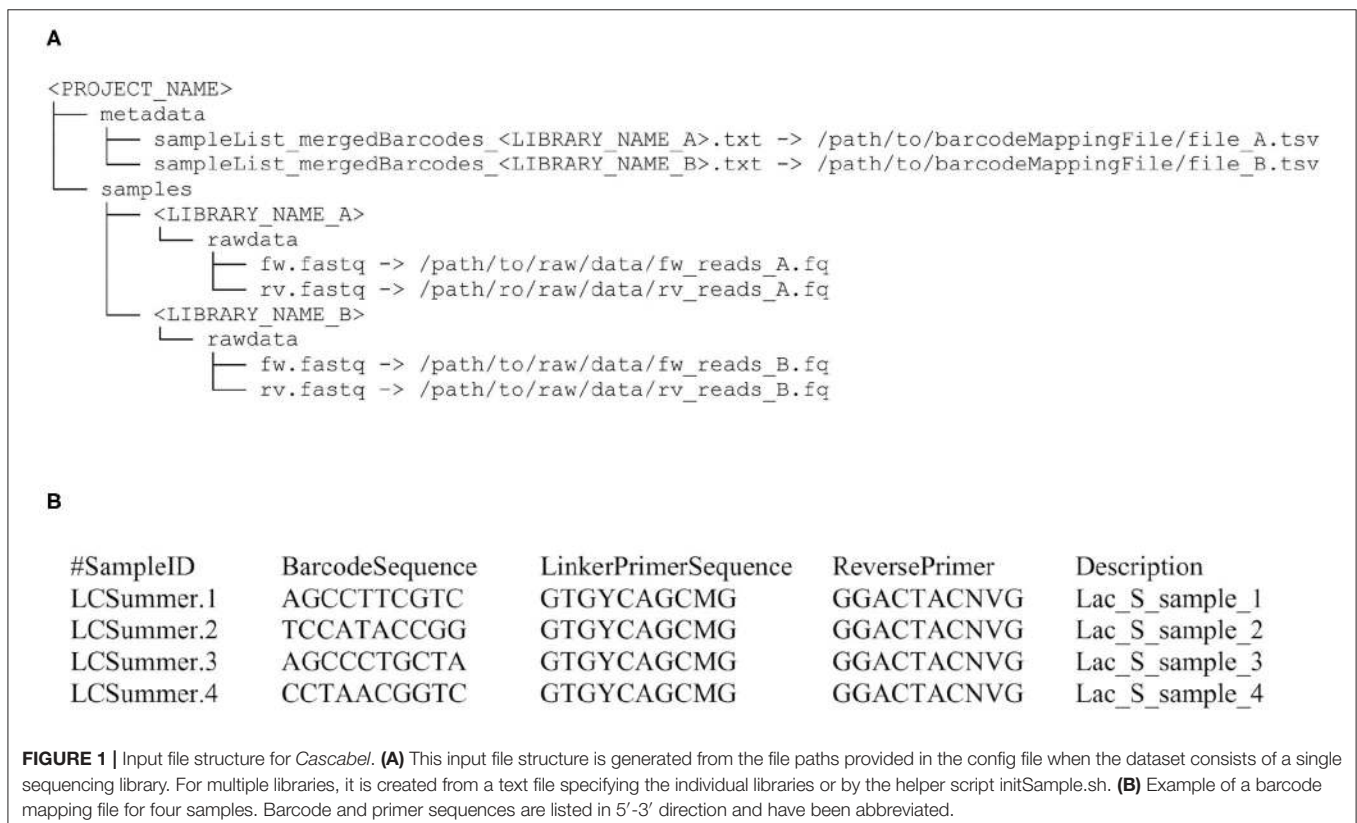 A
<PROJECT_NAME>
├── metadata
│   ├── sampleList_mergedBarcodes_<LIBRARY_NAME_A>.txt -> /path/to/barcodeMappingFile/file_A.tsv
│   └── sampleList_mergedBarcodes_<LIBRARY_NAME_B>.txt -> /path/to/barcodeMappingFile/file_B.tsv
└── samples
    ├── <LIBRARY_NAME_A>
    │   └── rawdata
    │       ├── fw.fastq -> /path/to/raw/data/fw_reads_A.fq
    │       └── rv.fastq -> /path/ro/raw/data/rv_reads_A.fq
    └── <LIBRARY_NAME_B>
        └── rawdata
            ├── fw.fastq -> /path/to/raw/data/fw_reads_B.fq
            └── rv.fastq -> /path/to/raw/data/rv_reads_B.fq
B
#SampleID BarcodeSequence LinkerPrimerSequence ReversePrimer Description
LCSummer.1 AGCCTTCGTC GTGYCAGCMG GGACTACNVG Lac_S_sample_1
LCSummer.2 TCCATACCGG GTGYCAGCMG GGACTACNVG Lac_S_sample_2
LCSummer.3 AGCCCTGCTA GTGYCAGCMG GGACTACNVG Lac_S_sample_3
LCSummer.4 CCTAACGGTC GTGYCAGCMG GGACTACNVG Lac_S_sample_4
FIGURE 1 | Input file structure for Cascabel. (A) This input file structure is generated from the file paths provided in the config file when the dataset consists of a single
sequencing library. For multiple libraries, it is created from a text file specifying the individual libraries or by the helper script initSample.sh. (B) Example of a barcode
mapping file for four samples. Barcode and primer sequences are listed in 5′-3′ direction and have been abbreviated.